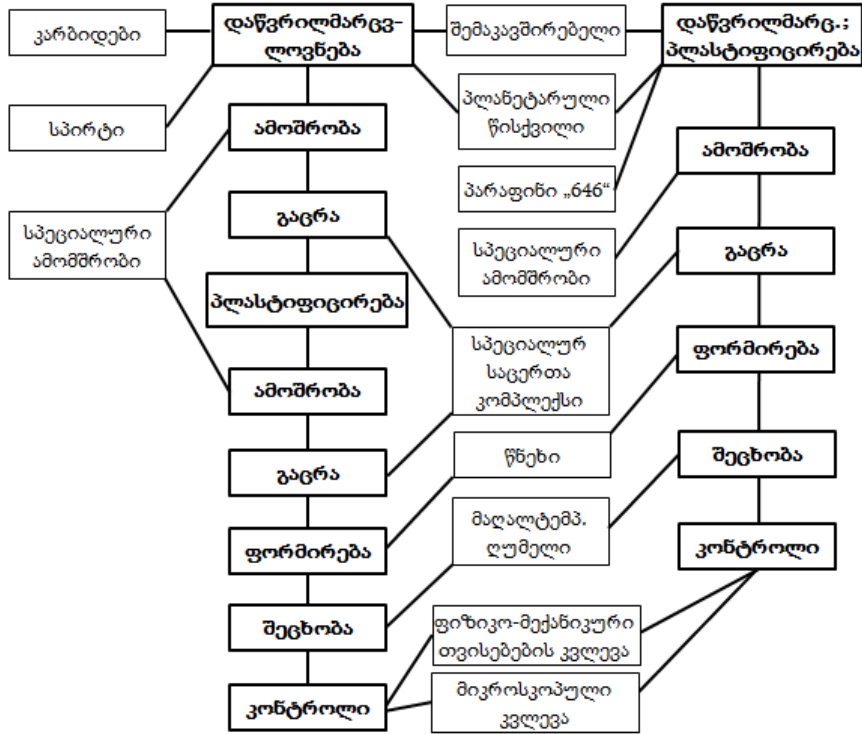 კარბიდები
დაწვრილმარცვ-
ლოვნება
შემაკავშირებელი
დაწვრილმარც.;
პლასტიფიცირება
სპირტი
ამოშრობა
პლანეტარული
წისქვილი
ამოშრობა
პარაფინი „646“
სპეციალური
ამომშრობი
გაცრა
სპეციალური
ამომშრობი
გაცრა
პლასტიფიცირება
სპეციალურ
საცერთა
კომპლექსი
ფორმირება
ამოშრობა
გაცრა
წნეხი
შეცხობა
ფორმირება
მაღალტემპ.
ღუმელი
კონტროლი
შეცხობა
ფიზიკო-მექანიკური
თვისებების კვლევა
კონტროლი
მიკროსკოპული
კვლევა